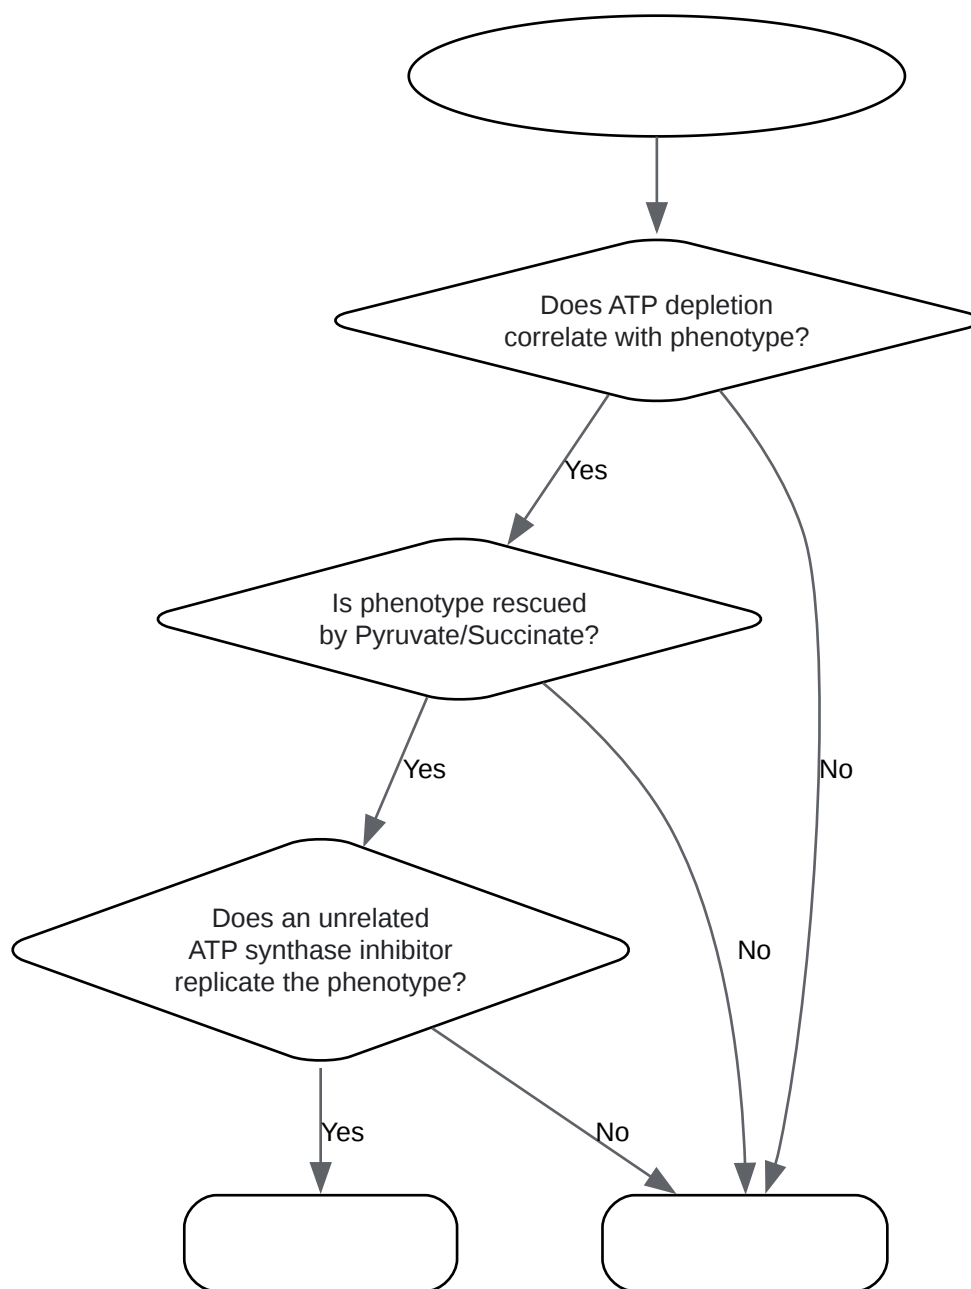 Does ATP depletion
correlate with phenotype?
Yes
Is phenotype rescued
by Pyruvate/Succinate?
Yes
No
Does an unrelated
ATP synthase inhibitor
replicate the phenotype?
No
Yes
No